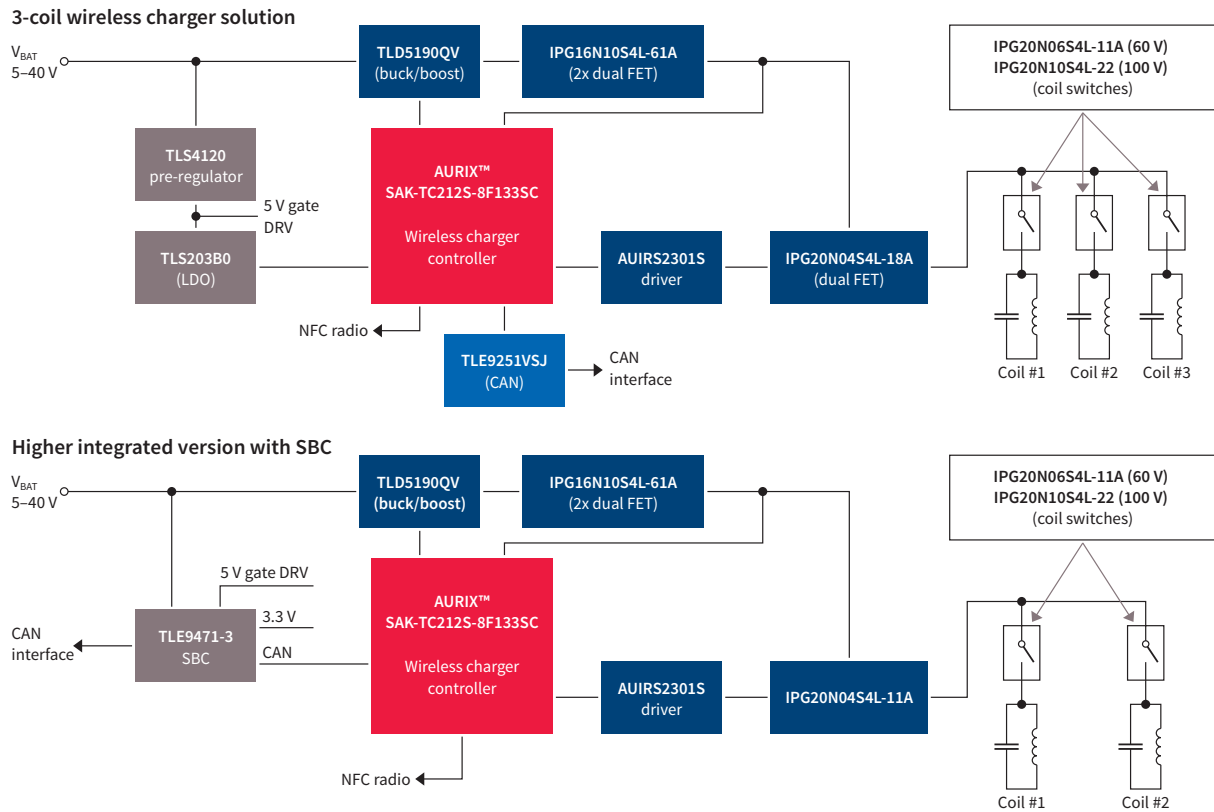 3-coil wireless charger solution
VBAT
5–40 V
TLD5190QV
(buck/boost)
IPG16N10S4L-61A
(2x dual FET)
IPG20N06S4L-11A (60 V)
IPG20N10S4L-22 (100 V)
(coil switches)
TLS4120
pre-regulator
AURIX™
SAK-TC212S-8F133SC
Wireless charger
controller
5 V gate
DRV
TLS203B0
(LDO)
AUIRS2301S
driver
IPG20N04S4L-18A
(dual FET)
NFC radio
TLE9251VSJ
(CAN)
CAN
interface
Coil #1
Coil #2
Coil #3
Higher integrated version with SBC
VBAT
5–40 V
TLD5190QV
(buck/boost)
IPG16N10S4L-61A
(2x dual FET)
IPG20N06S4L-11A (60 V)
IPG20N10S4L-22 (100 V)
(coil switches)
5 V gate DRV
AURIX™
SAK-TC212S-8F133SC
Wireless charger
controller
3.3 V
CAN
interface
TLE9471-3
SBC
CAN
AUIRS2301S
driver
IPG20N04S4L-11A
NFC radio
Coil #1
Coil #2